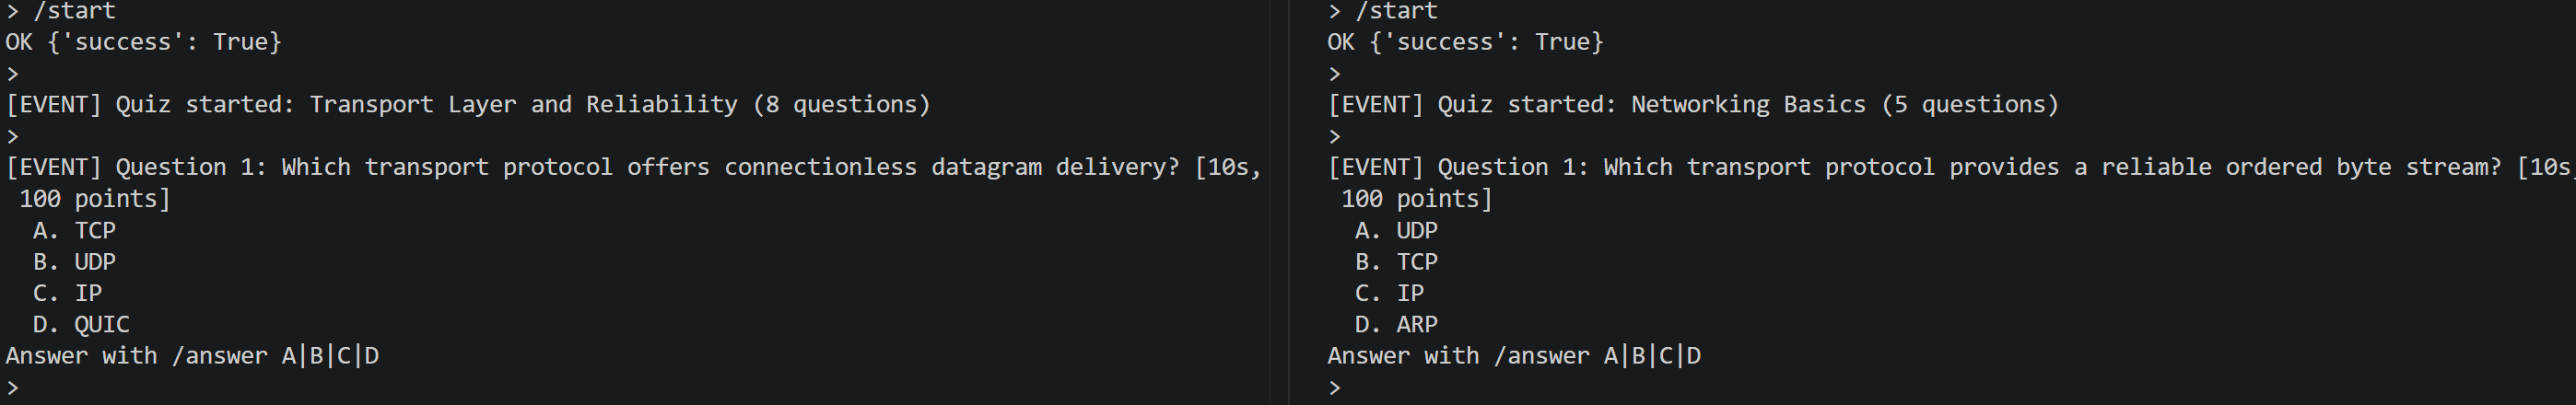 > /start
OK {'success': True}
>
[EVENT] Quiz started: Transport Layer and Reliability (8 questions)
>
[EVENT] Question 1: Which transport protocol offers connectionless datagram delivery? [10s,
 100 points]
  A. TCP
  B. UDP
  C. IP
  D. QUIC
Answer with /answer A|B|C|D
>
> /start
OK {'success': True}
>
[EVENT] Quiz started: Networking Basics (5 questions)
>
[EVENT] Question 1: Which transport protocol provides a reliable ordered byte stream? [10s,
 100 points]
  A. UDP
  B. TCP
  C. IP
  D. ARP
Answer with /answer A|B|C|D
>